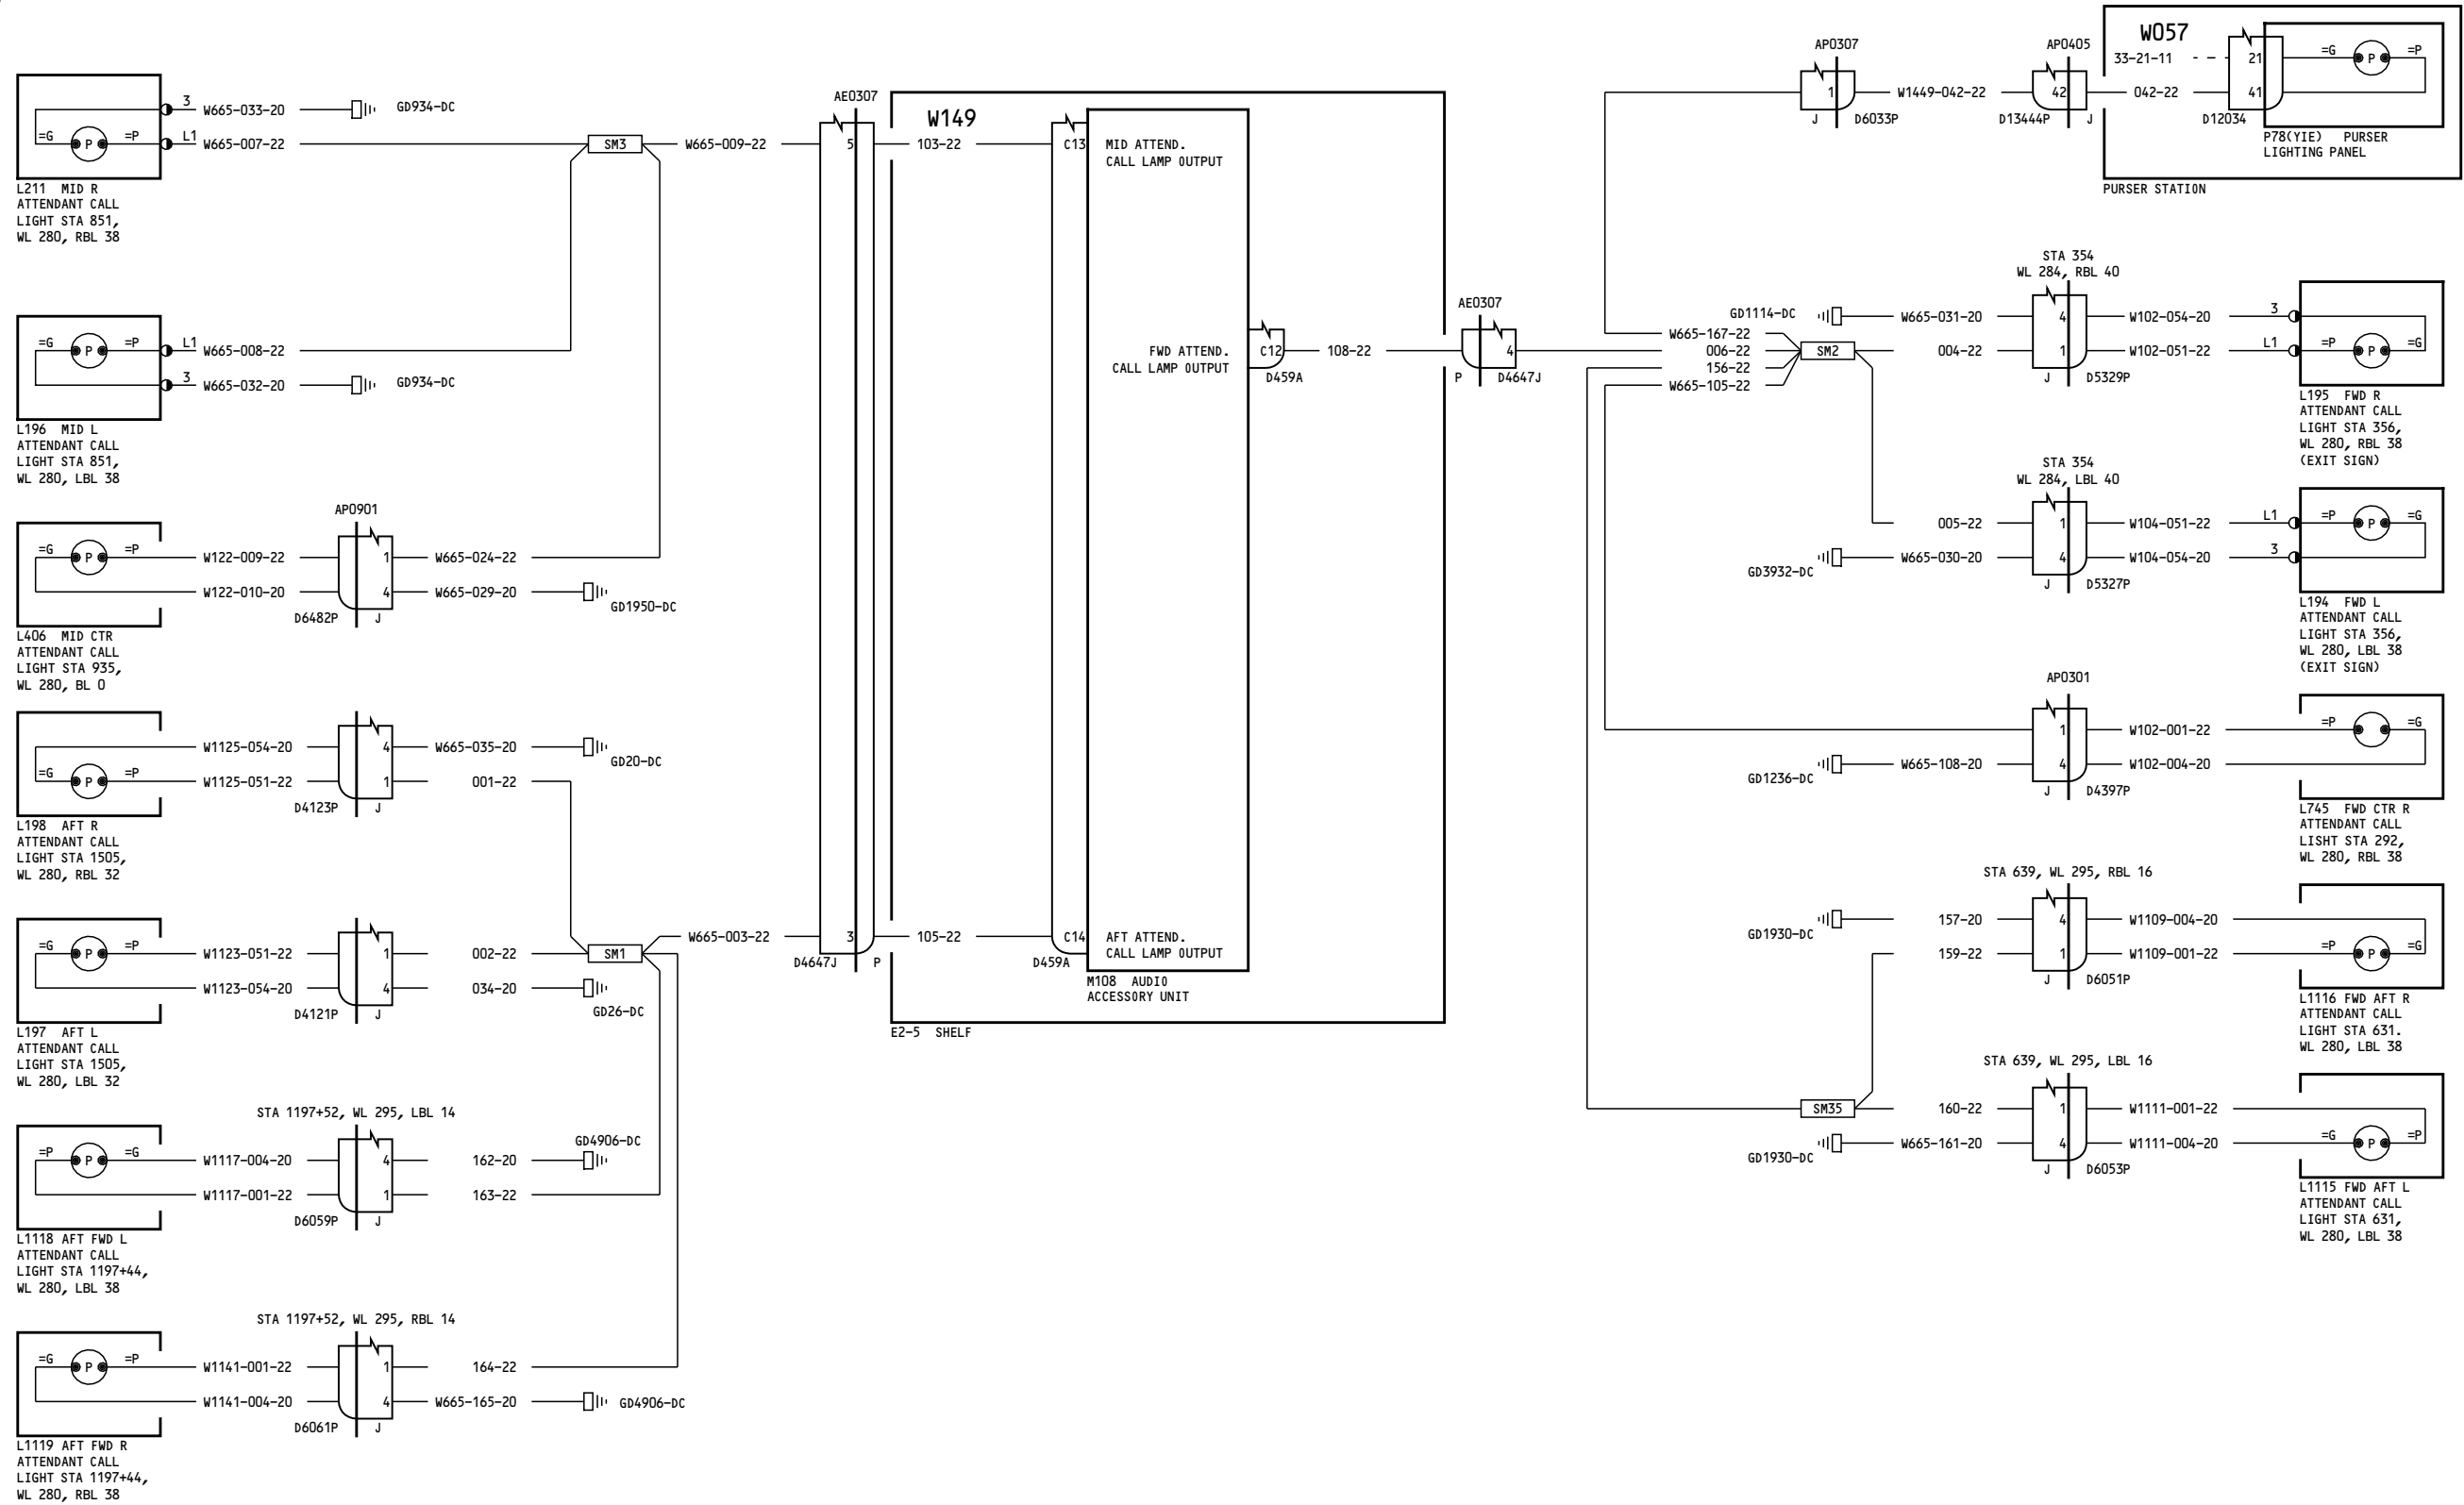 W665-033-20
3
GD934-DC
=G
P
=P
L1
W665-007-22
L211 MID R
ATTENDANT CALL
LIGHT STA 851,
WL 280, RBL 38
=G
P
=P
L1
W665-008-22
3
W665-032-20
GD934-DC
L196 MID L
ATTENDANT CALL
LIGHT STA 851,
WL 280, LBL 38
AP0901
=G
P
=P
W122-009-22
1
W665-024-22
W122-010-20
4
W665-029-20
GD1950-DC
D6482P
J
L406 MID CTR
ATTENDANT CALL
LIGHT STA 935,
WL 280, BL 0
W1125-054-20
4
W665-035-20
GD20-DC
=G
P
=P
W1125-051-22
1
001-22
D4123P
J
L198 AFT R
ATTENDANT CALL
LIGHT STA 1505,
WL 280, RBL 32
=G
P
=P
W1123-051-22
1
002-22
SM1
W1123-054-20
4
034-20
GD26-DC
D4121P
J
L197 AFT L
ATTENDANT CALL
LIGHT STA 1505,
WL 280, LBL 32
STA 1197+52, WL 295, LBL 14
GD4906-DC
=P
P
=G
W1117-004-20
4
162-20
W1117-001-22
1
163-22
D6059P
J
L1118 AFT FWD L
ATTENDANT CALL
LIGHT STA 1197+44,
WL 280, LBL 38
STA 1197+52, WL 295, RBL 14
=G
P
=P
W1141-001-22
1
164-22
W1141-004-20
4
W665-165-20
GD4906-DC
D6061P
J
L1119 AFT FWD R
ATTENDANT CALL
LIGHT STA 1197+44,
WL 280, RBL 38
SM3
W665-009-22
AE0307
5
W149
103-22
C13
MID ATTEND.
CALL LAMP OUTPUT
FWD ATTEND.
CALL LAMP OUTPUT
C12
D459A
108-22
W665-003-22
3
105-22
C14
AFT ATTEND.
CALL LAMP OUTPUT
D4647J
P
D459A
M108 AUDIO
ACCESSORY UNIT
E2-5 SHELF
AE0307
4
P
D4647J
AP0307
1
J
D6033P
W1449-042-22
AP0405
42
D13444P
J
W057
33-21-11
21
042-22
41
D12034
=G
P
=P
P78(YIE) PURSER
LIGHTING PANEL
PURSER STATION
GD1114-DC
W665-167-22
006-22
156-22
W665-105-22
SM2
STA 354
WL 284, RBL 40
W665-031-20
4
W102-054-20
3
004-22
1
W102-051-22
L1
=P
P
=G
J
D5329P
L195 FWD R
ATTENDANT CALL
LIGHT STA 356,
WL 280, RBL 38
(EXIT SIGN)
STA 354
WL 284, LBL 40
005-22
1
W104-051-22
L1
=P
P
=G
GD3932-DC
W665-030-20
4
W104-054-20
3
J
D5327P
L194 FWD L
ATTENDANT CALL
LIGHT STA 356,
WL 280, LBL 38
(EXIT SIGN)
AP0301
1
W102-001-22
=P
=G
GD1236-DC
W665-108-20
4
W102-004-20
J
D4397P
L745 FWD CTR R
ATTENDANT CALL
LISHT STA 292,
WL 280, RBL 38
STA 639, WL 295, RBL 16
GD1930-DC
157-20
4
W1109-004-20
159-22
1
W1109-001-22
=P
P
=G
J
D6051P
L1116 FWD AFT R
ATTENDANT CALL
LIGHT STA 631.
WL 280, LBL 38
STA 639, WL 295, LBL 16
SM35
160-22
1
W1111-001-22
GD1930-DC
W665-161-20
4
W1111-004-20
=G
P
=P
J
D6053P
L1115 FWD AFT L
ATTENDANT CALL
LIGHT STA 631,
WL 280, LBL 38